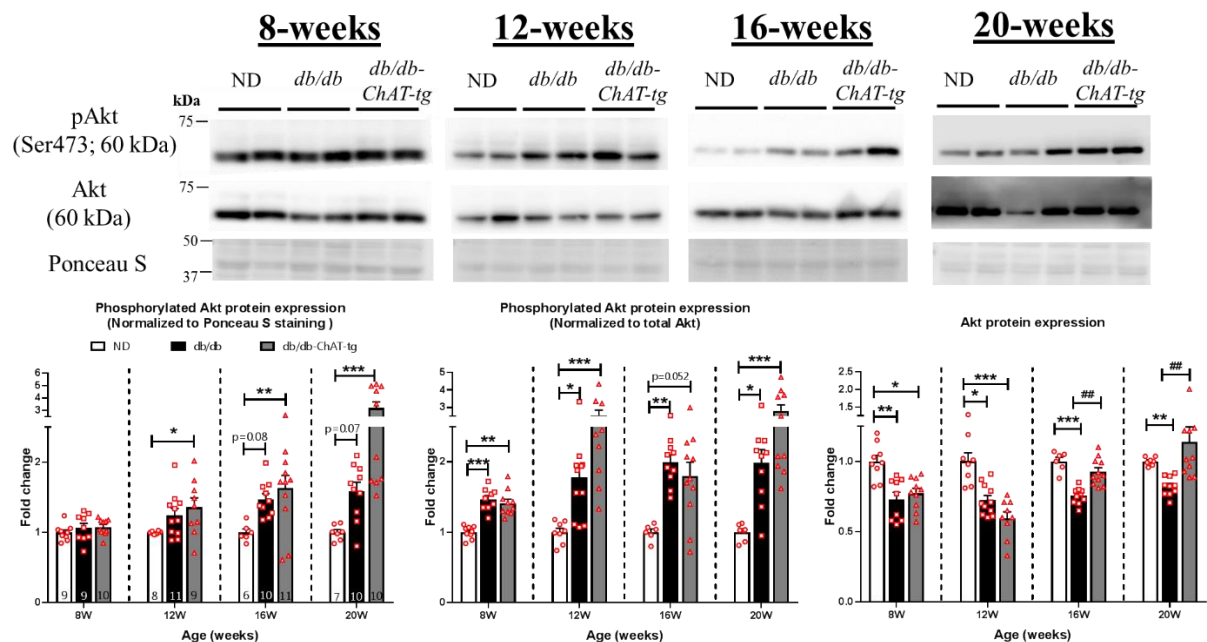 8-weeks 12-weeks 16-weeks 20-weeks
ND db/db db/db-ChAT-tg ND db/db db/db-ChAT-tg ND db/db db/db-ChAT-tg ND db/db db/db-ChAT-tg
kDa
pAkt
(Ser473; 60 kDa)
75
Akt
(60 kDa)
75
50
Ponceau S
37
Phosphorylated Akt protein expression
(Normalized to Ponceau S staining )
ND db/db db/db-ChAT-tg
Fold change
6
5
4
3
2
1
0
* ** *** p=0.08 p=0.07
9 9 10 8 11 9 6 10 11 7 10 10
8W 12W 16W 20W
Age (weeks)
Phosphorylated Akt protein expression
(Normalized to total Akt)
Fold change
5
4
3
2
1
0
*** ** * *** ** p=0.052 * ***
8W 12W 16W 20W
Age (weeks)
Akt protein expression
Fold change
2.5
2.0
1.5
1.0
0.5
0.0
** * * *** *** ## ** ##
8W 12W 16W 20W
Age (weeks)